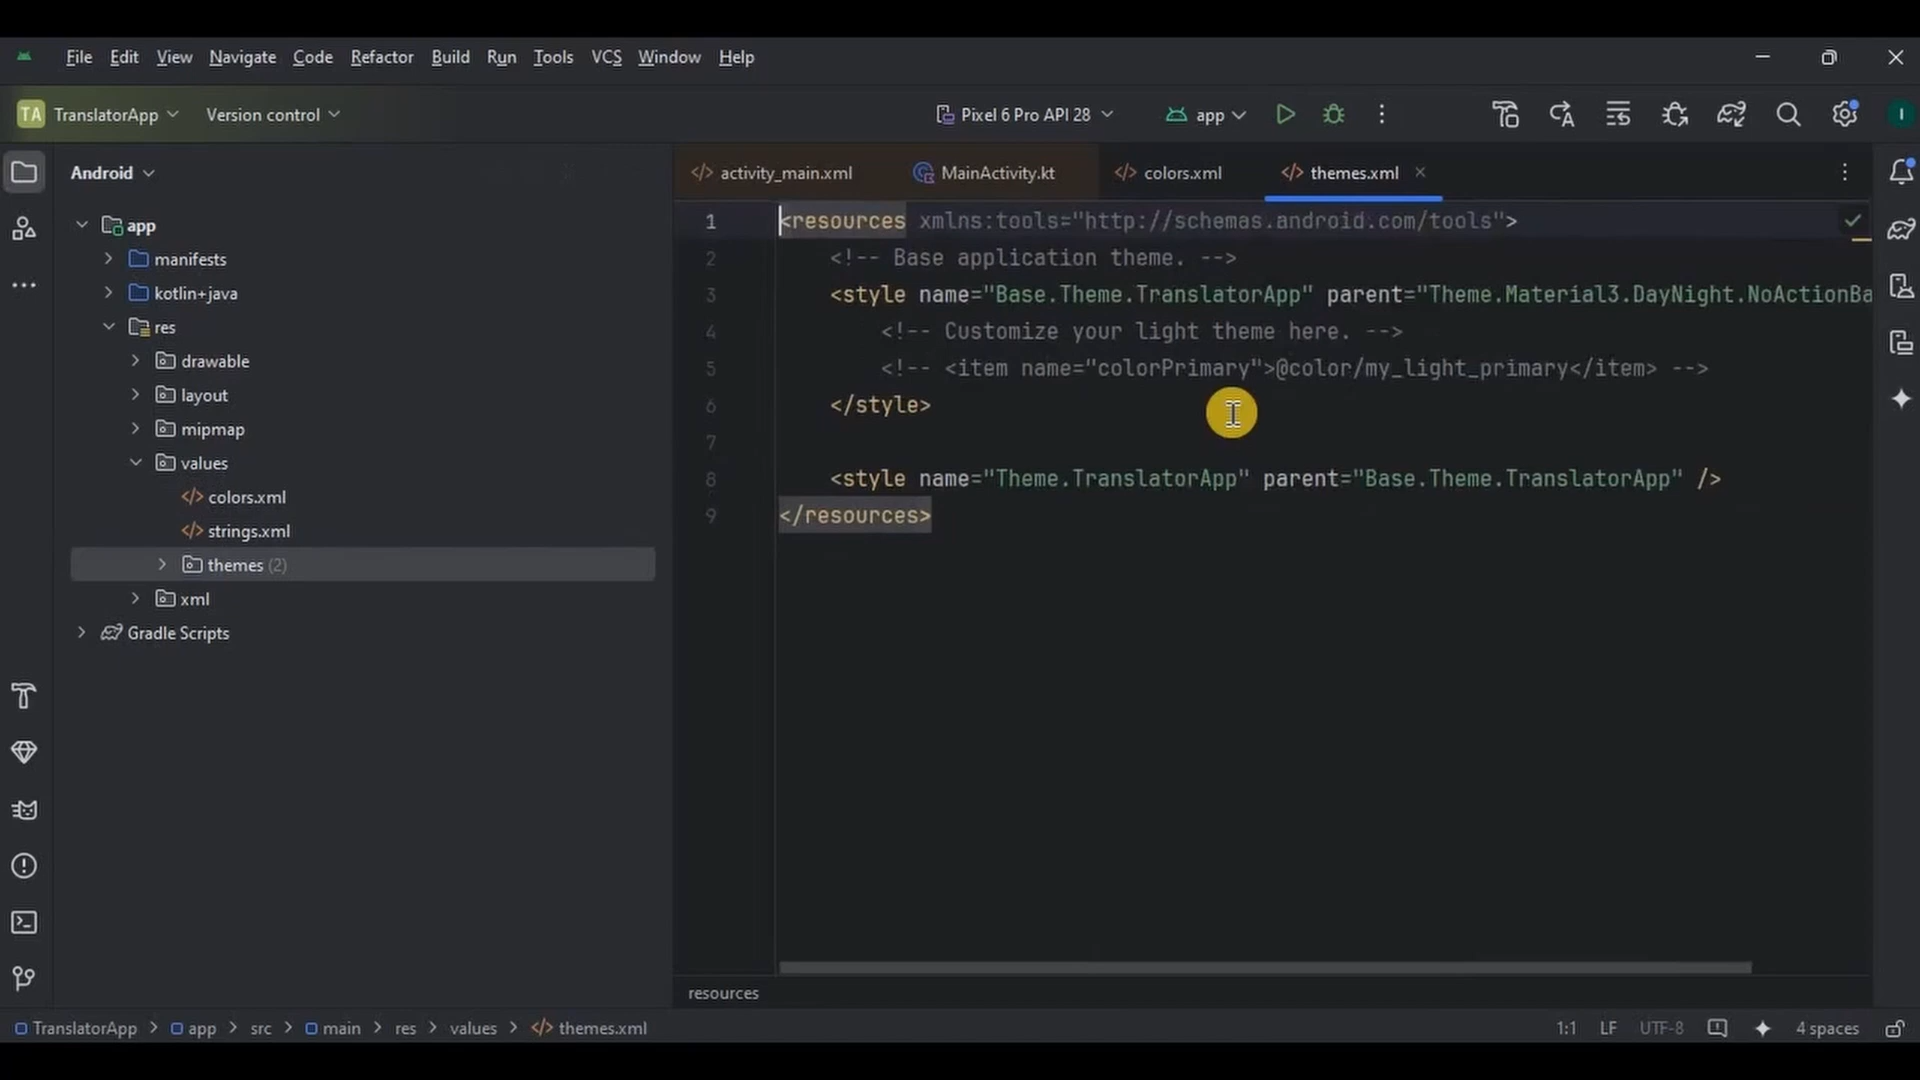 File Edit View Navigate Code Refactor Build Run Tools VCS Window Help
TA TranslatorApp Version control Pixel 6 Pro API 28 app I
Android
app
manifests
kotlin+java
res
drawable
layout
mipmap
values
colors.xml
strings.xml
themes (2)
xml
Gradle Scripts
activity_main.xml MainActivity.kt colors.xml themes.xml
1 <resources xmlns:tools="http://schemas.android.com/tools">
2 <!-- Base application theme. -->
3 <style name="Base.Theme.TranslatorApp" parent="Theme.Material3.DayNight.NoActionBa
4 <!-- Customize your light theme here. -->
5 <!-- <item name="colorPrimary">@color/my_light_primary</item> -->
6 </style>
7
8 <style name="Theme.TranslatorApp" parent="Base.Theme.TranslatorApp" />
9 </resources>
resources
TranslatorApp > app > src > main > res > values > themes.xml 1:1 LF UTF-8 4 spaces